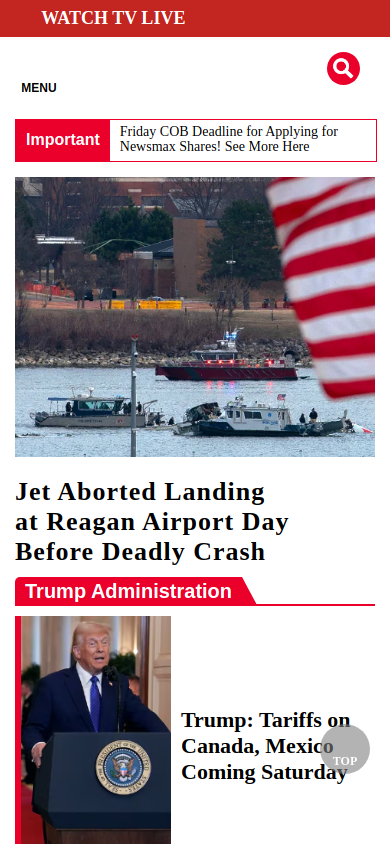 WATCH TV LIVE
MENU
Important
Friday COB Deadline for Applying for
Newsmax Shares! See More Here
Jet Aborted Landing
at Reagan Airport Day
Before Deadly Crash
Trump Administration
Trump: Tariffs on
Canada, Mexico
Coming Saturday
TOP